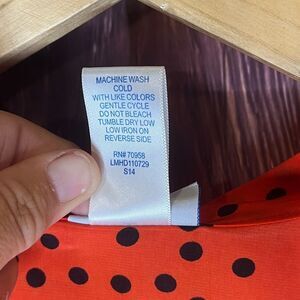 MACHINE WASH
COLD
WITH LIKE COLORS
GENTLE CYCLE
DO NOT BLEACH
TUMBLE DRY LOW
LOW IRON ON
REVERSE SIDE
RN# 70958
LMHD110729
S14